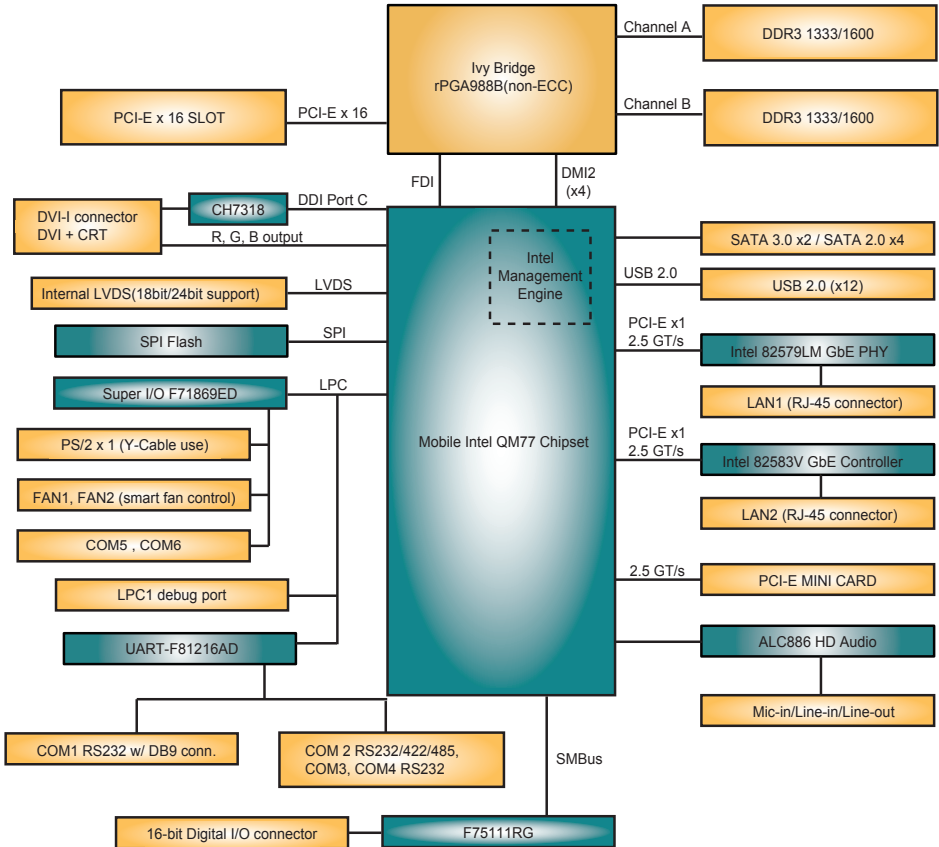 Channel A
DDR3 1333/1600
Ivy Bridge
rPGA988B(non-ECC)
Channel B
DDR3 1333/1600
PCI-E x 16 SLOT
PCI-E x 16
FDI
DMI2
(x4)
CH7318
DDI Port C
DVI-I connector
DVI + CRT
R, G, B output
Intel
Management
Engine
SATA 3.0 x2 / SATA 2.0 x4
USB 2.0
USB 2.0 (x12)
Internal LVDS(18bit/24bit support)
LVDS
PCI-E x1
2.5 GT/s
Intel 82579LM GbE PHY
SPI Flash
SPI
Super I/O F71869ED
LPC
LAN1 (RJ-45 connector)
Mobile Intel QM77 Chipset
PS/2 x 1 (Y-Cable use)
PCI-E x1
2.5 GT/s
Intel 82583V GbE Controller
FAN1, FAN2 (smart fan control)
LAN2 (RJ-45 connector)
COM5 , COM6
2.5 GT/s
PCI-E MINI CARD
LPC1 debug port
UART-F81216AD
ALC886 HD Audio
Mic-in/Line-in/Line-out
COM1 RS232 w/ DB9 conn.
COM 2 RS232/422/485,
COM3, COM4 RS232
SMBus
16-bit Digital I/O connector
F75111RG